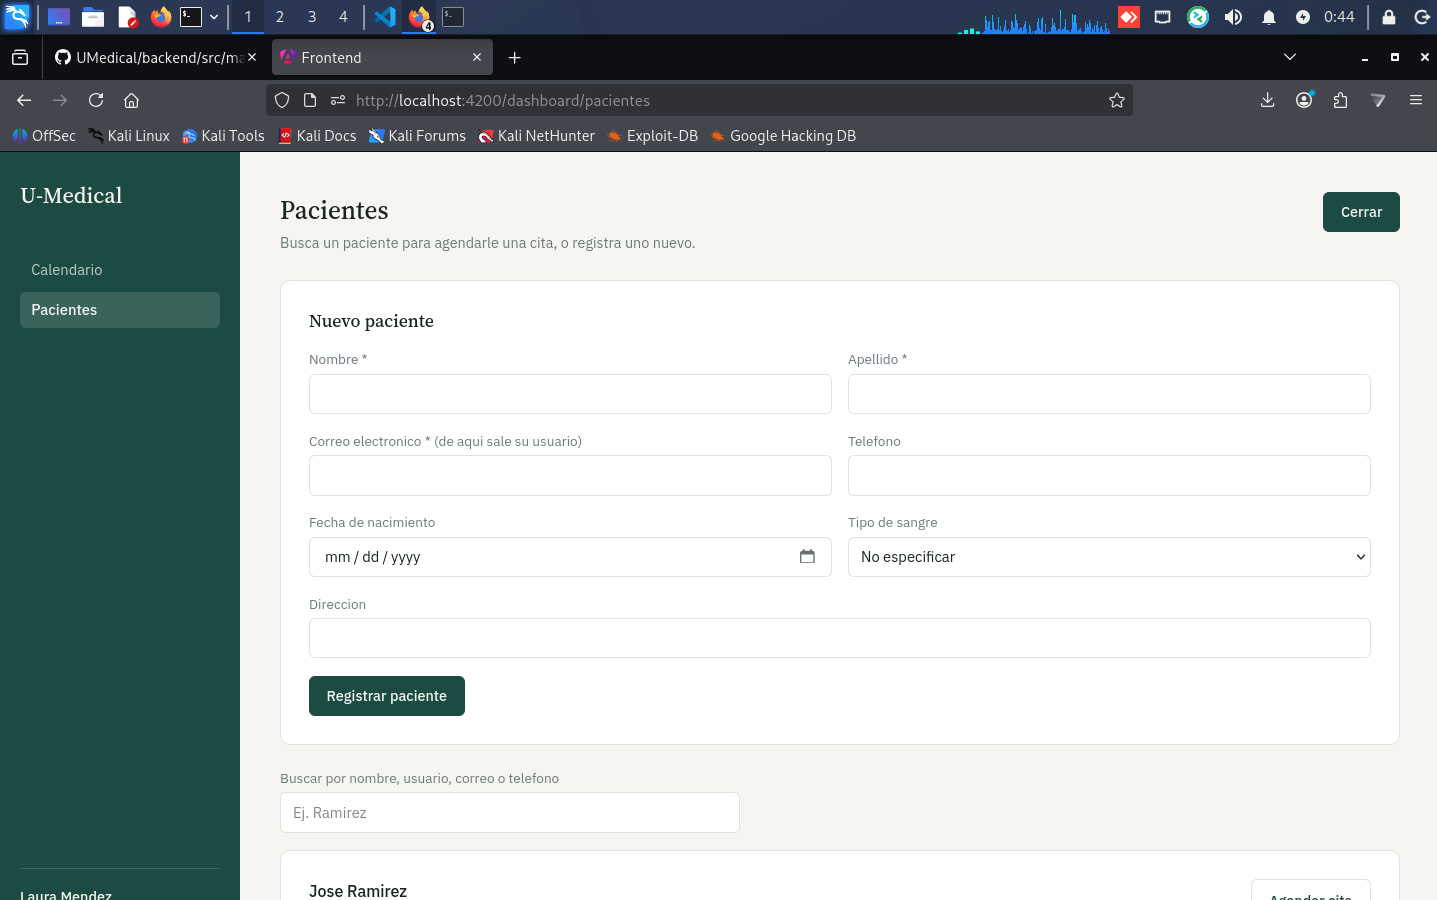 1 2 3 4 4 0:44
UMedical/backend/src/ma
Frontend
http://localhost:4200/dashboard/pacientes
OffSec Kali Linux Kali Tools Kali Docs Kali Forums Kali NetHunter Exploit-DB Google Hacking DB
U-Medical
Calendario
Pacientes
Laura Mendez
Pacientes
Cerrar
Busca un paciente para agendarle una cita, o registra uno nuevo.
Nuevo paciente
Nombre * Apellido *
Correo electronico * (de aqui sale su usuario) Telefono
Fecha de nacimiento Tipo de sangre
mm / dd / yyyy No especificar
Direccion
Registrar paciente
Buscar por nombre, usuario, correo o telefono
Ej. Ramirez
Jose Ramirez
Agendar cita